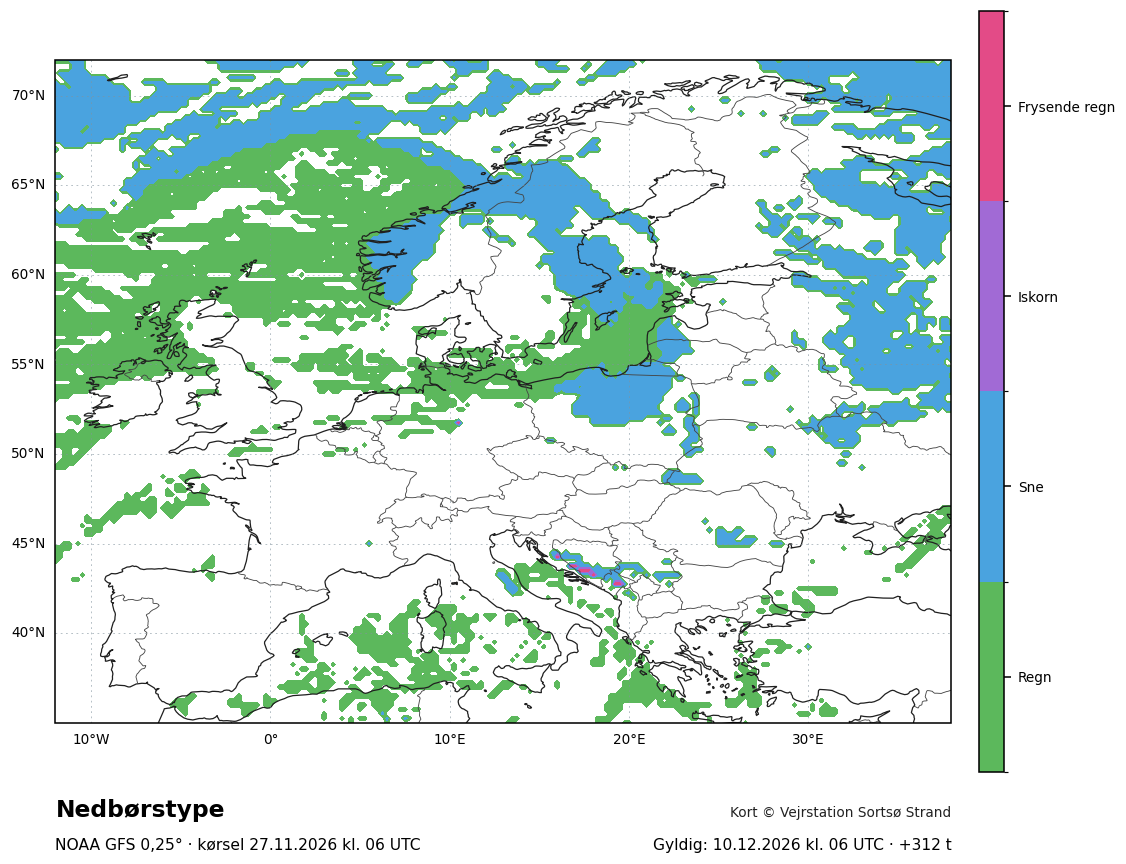 70°N
65°N
60°N
55°N
50°N
45°N
40°N
10°W
0°
10°E
20°E
30°E
Frysende regn
Iskorn
Sne
Regn
Nedbørstype
Kort © Vejrstation Sortsø Strand
NOAA GFS 0,25° · kørsel 27.11.2026 kl. 06 UTC
Gyldig: 10.12.2026 kl. 06 UTC · +312 t